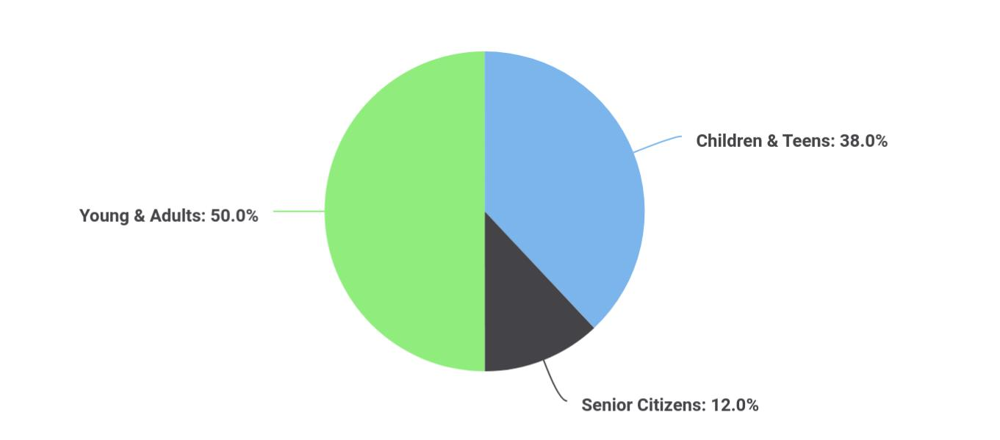 Children & Teens: 38.0%
Young & Adults: 50.0%
Senior Citizens: 12.0%